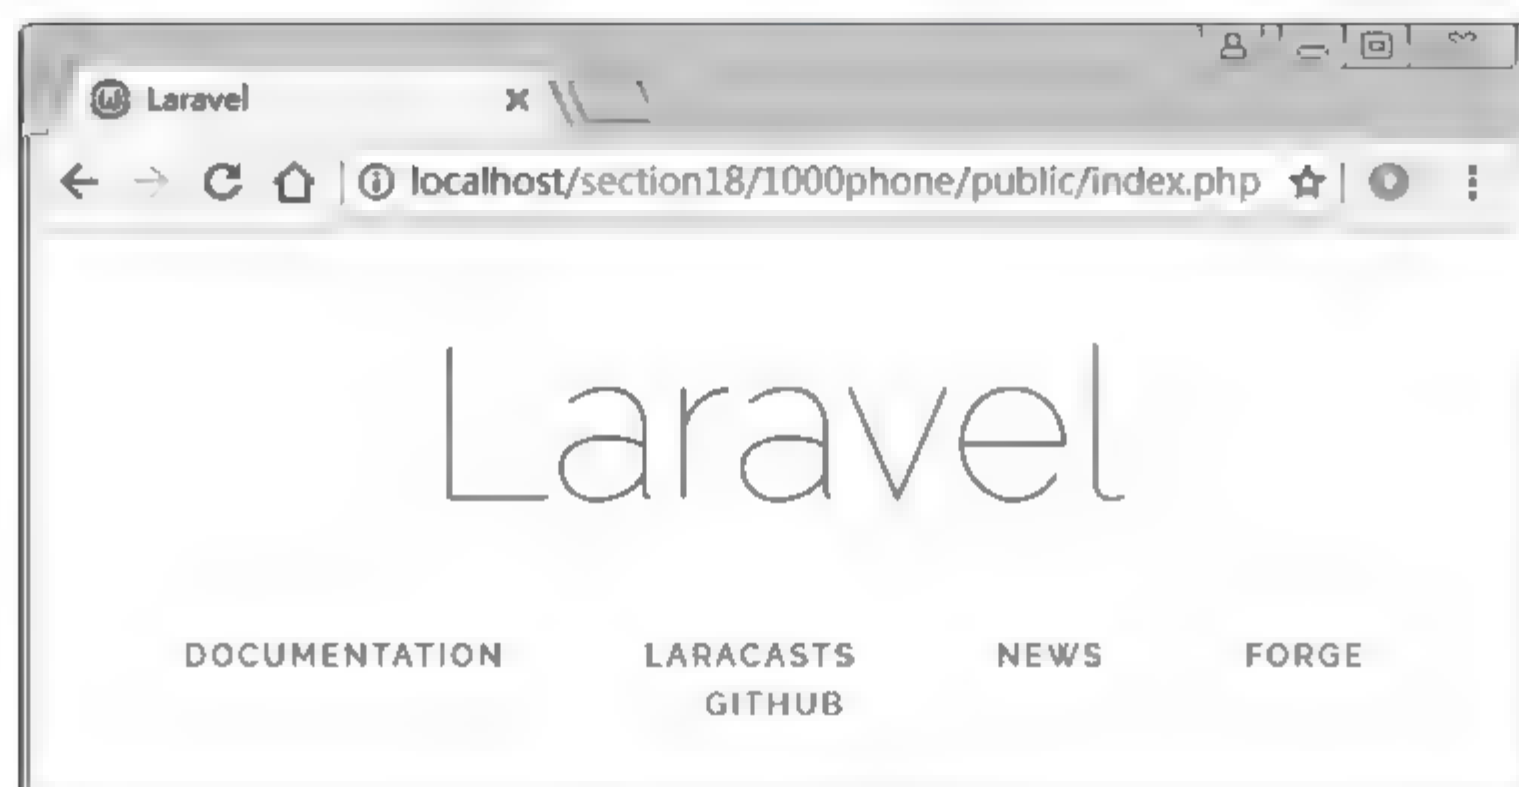 Laravel
localhost/section18/1000phone/public/index.php
Laravel
DOCUMENTATION LARACASTS NEWS FORGE
GITHUB